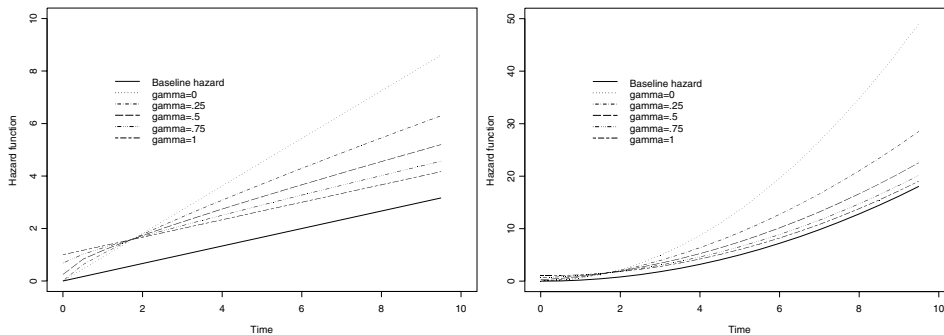 10
8
6
4
2
0
Hazard function
Baseline hazard
gamma=0
gamma=.25
gamma=.5
gamma=.75
gamma=1
0 2 4 6 8 10
Time
50
40
30
20
10
0
Hazard function
Baseline hazard
gamma=0
gamma=.25
gamma=.5
gamma=.75
gamma=1
0 2 4 6 8 10
Time